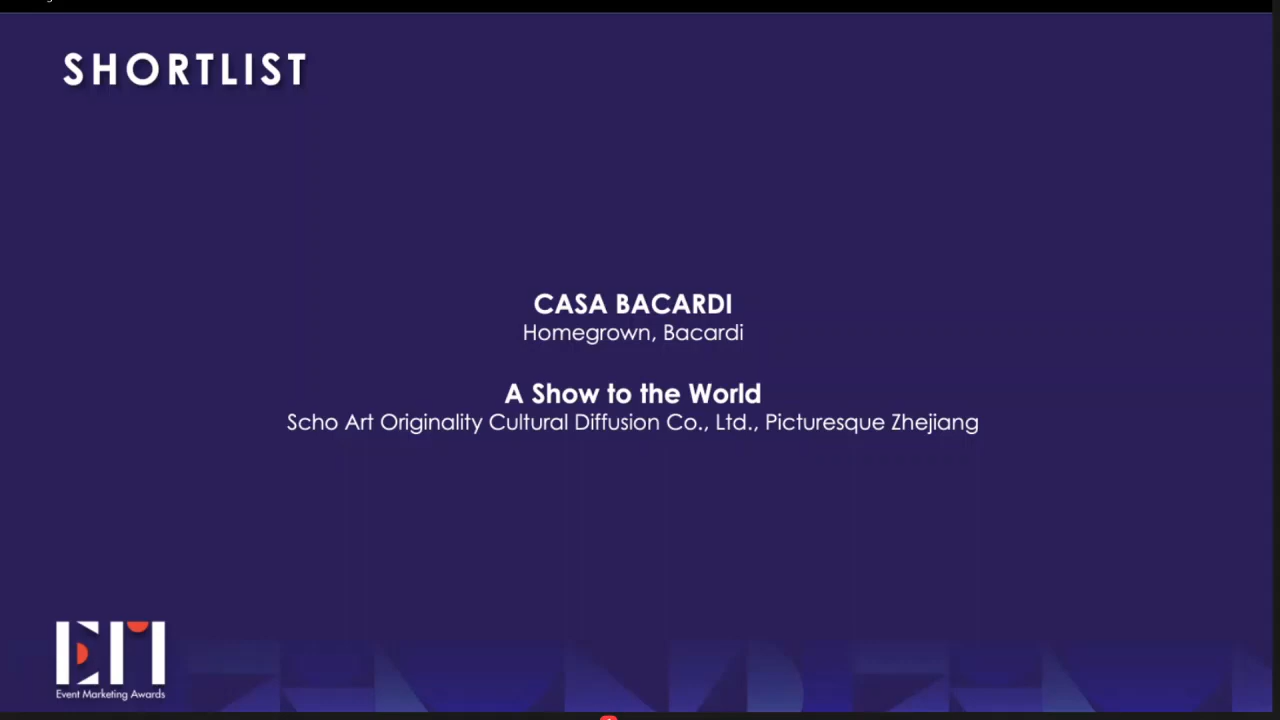 SHORTLIST
CASA BACARDI
Homegrown, Bacardi
A Show to the World
Scho Art Originality Cultural Diffusion Co., Ltd., Picturesque Zhejiang
EM
Event Marketing Awards